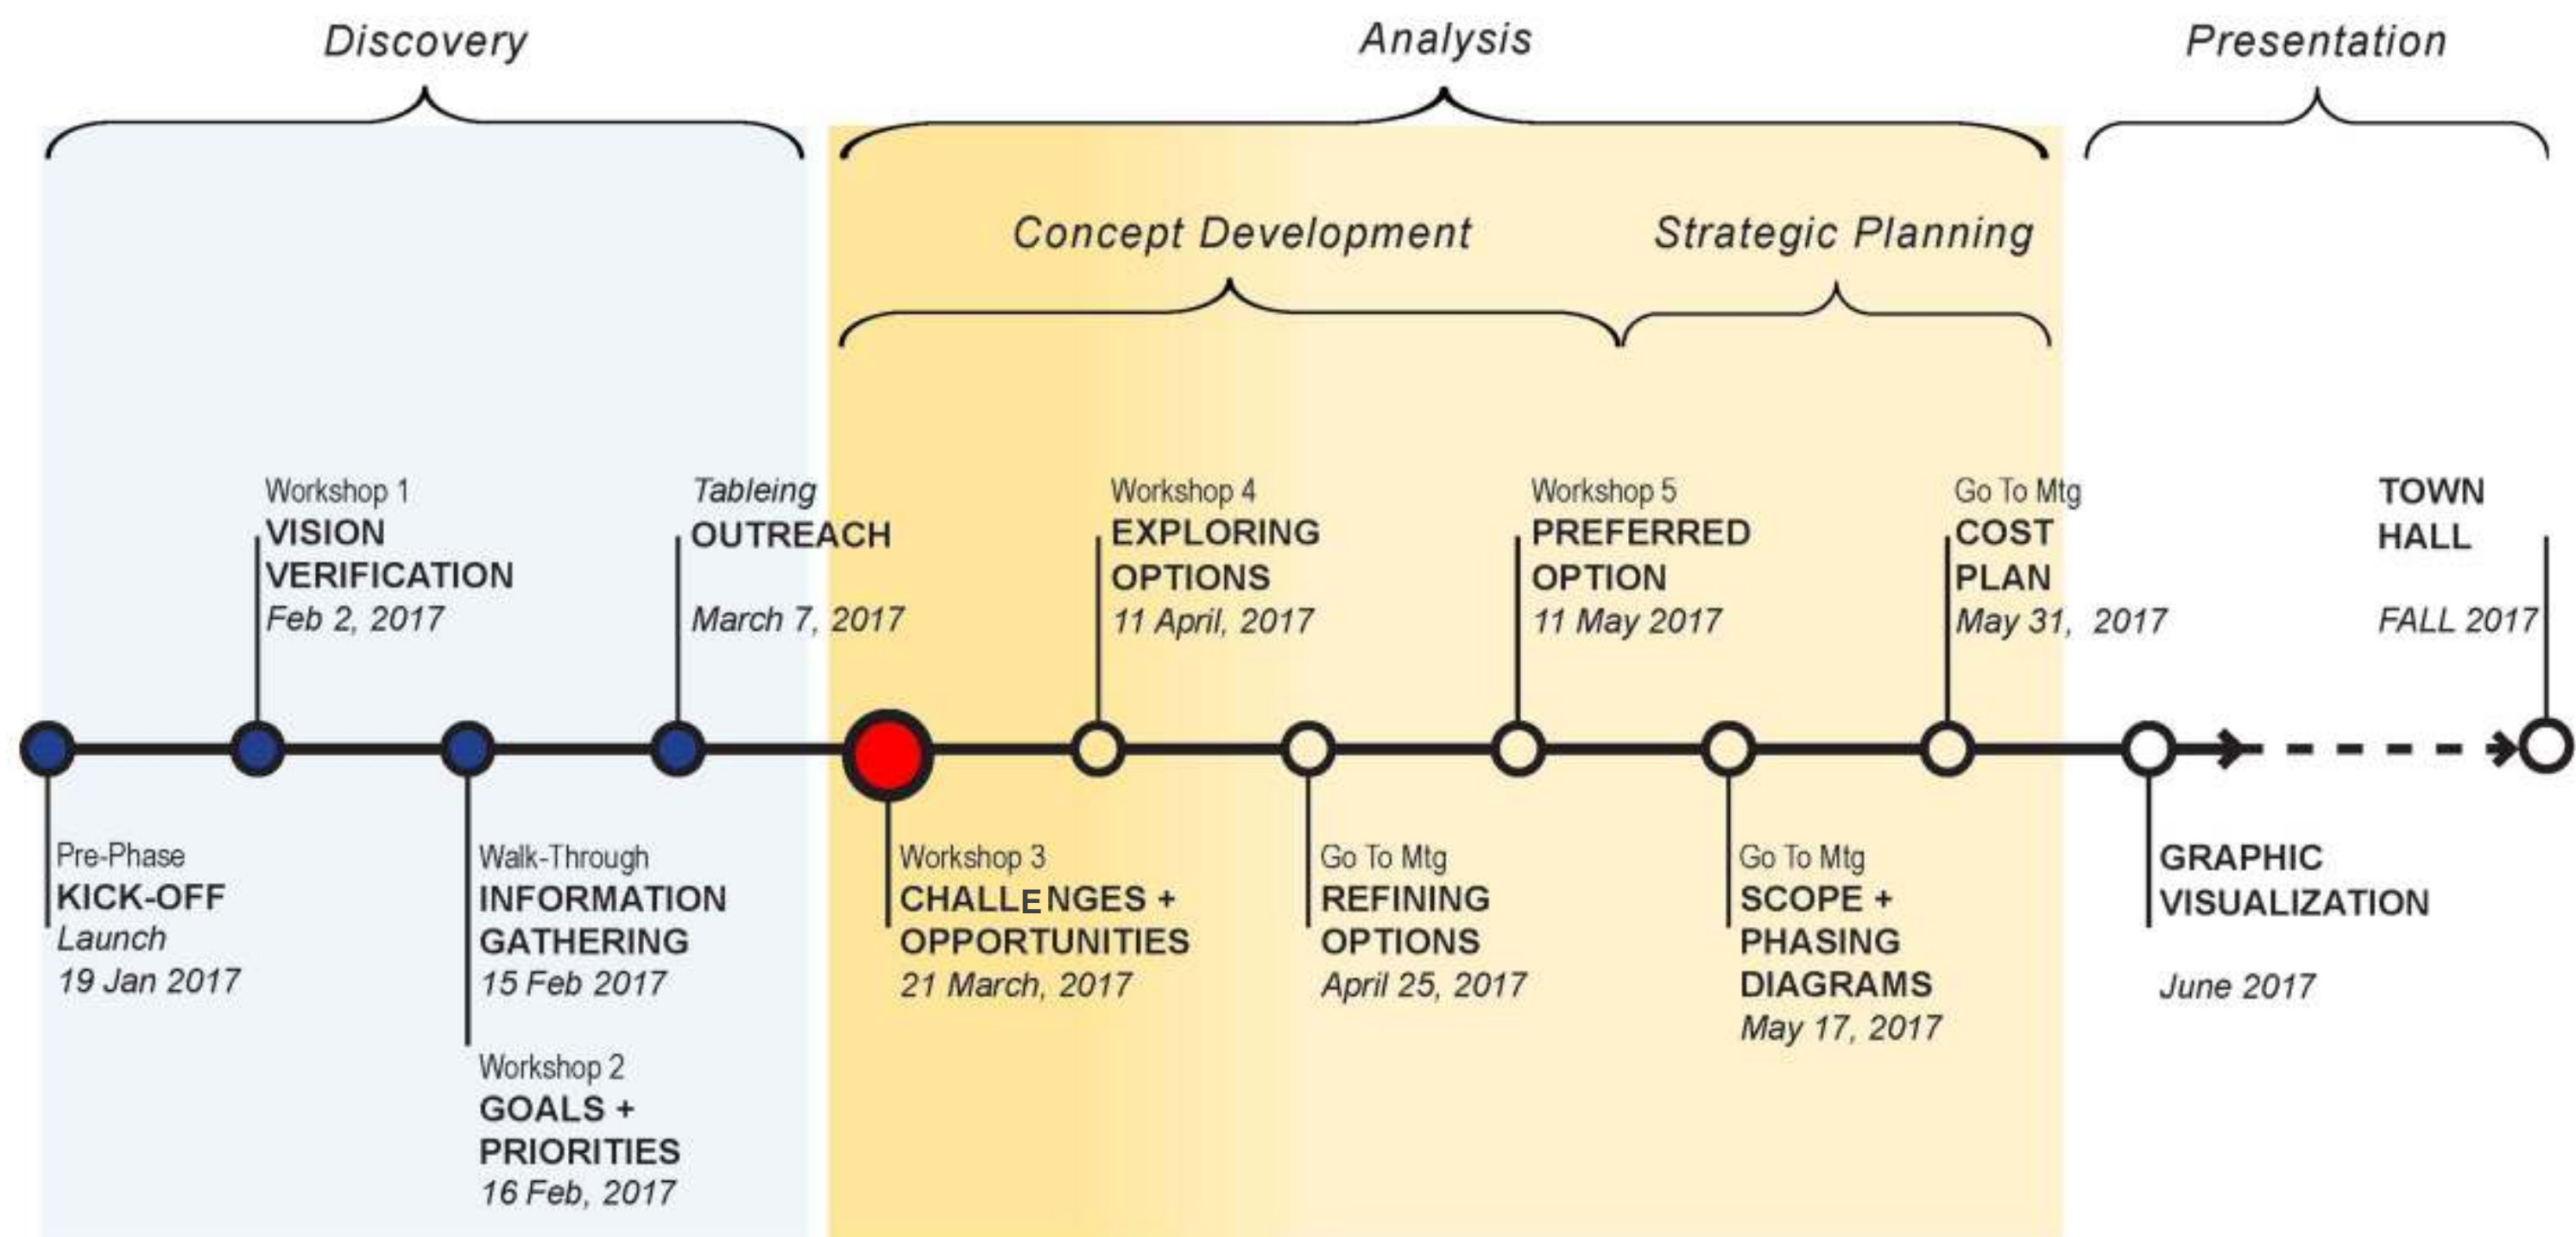 Discovery
Analysis
Presentation
Concept Development
Strategic Planning
Workshop 1
VISION
VERIFICATION
Feb 2, 2017
Tableing
OUTREACH
March 7, 2017
Workshop 4
EXPLORING
OPTIONS
11 April, 2017
Workshop 5
PREFERRED
OPTION
11 May 2017
Go To Mtg
COST
PLAN
May 31, 2017
TOWN
HALL
FALL 2017
Pre-Phase
KICK-OFF
Launch
19 Jan 2017
Walk-Through
INFORMATION
GATHERING
15 Feb 2017
Workshop 2
GOALS +
PRIORITIES
16 Feb, 2017
Workshop 3
CHALLENGES +
OPPORTUNITIES
21 March, 2017
Go To Mtg
REFINING
OPTIONS
April 25, 2017
Go To Mtg
SCOPE +
PHASING
DIAGRAMS
May 17, 2017
GRAPHIC
VISUALIZATION
June 2017